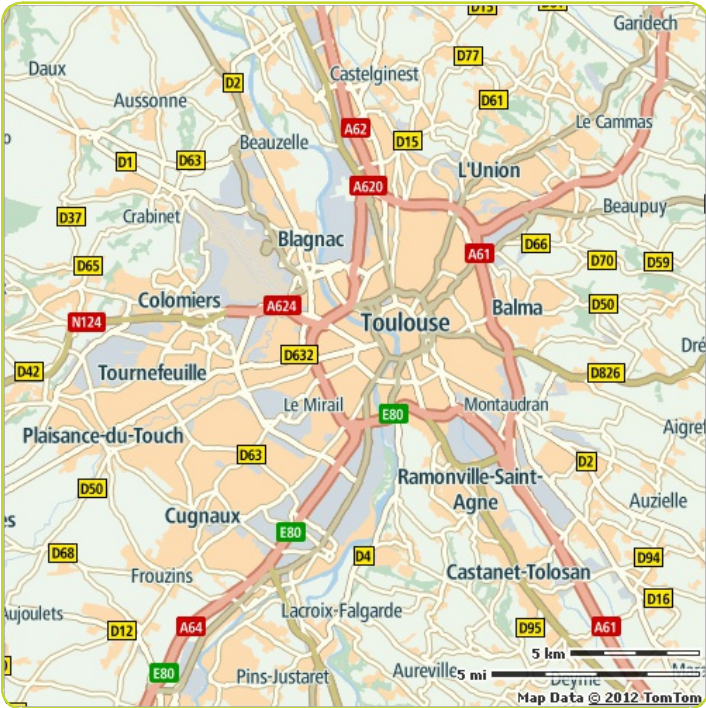 D15
Garidech
D77
Daux
Castelginest
D2
Aussonne
D61
Le Cammas
A62
D15
Beauzelle
D1
D63
L'Union
A620
Beaupuy
D37
Crabinet
Blagnac
D66
A61
D70
D59
D65
Colomiers
A624
Balma
D50
N124
Toulouse
D632
Dré
D42
Tournefeuille
D826
Le Mirail
E80
Montaudran
Aigref
Plaisance-du-Touch
D63
D2
Ramonville-Saint-
Agne
D50
Auzielle
es
Cugnaux
E80
D68
D4
D94
Frouzins
Castanet-Tolosan
D16
Aujoulets
Lacroix-Falgarde
D12
A64
D95
A61
5 km
E80
Pins-Justaret
Aureville
5 mi
Deyme
Map Data © 2012 TomTom